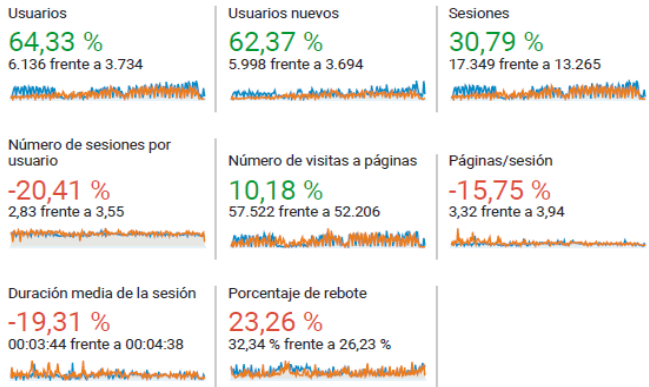 Usuarios
64,33 %
6.136 frente a 3.734
Usuarios nuevos
62,37 %
5.998 frente a 3.694
Sesiones
30,79 %
17.349 frente a 13.265
Número de sesiones por
usuario
-20,41 %
2,83 frente a 3,55
Número de visitas a páginas
10,18 %
57.522 frente a 52.206
Páginas/sesión
-15,75 %
3,32 frente a 3,94
Duración media de la sesión
-19,31 %
00:03:44 frente a 00:04:38
Porcentaje de rebote
23,26 %
32,34 % frente a 26,23 %